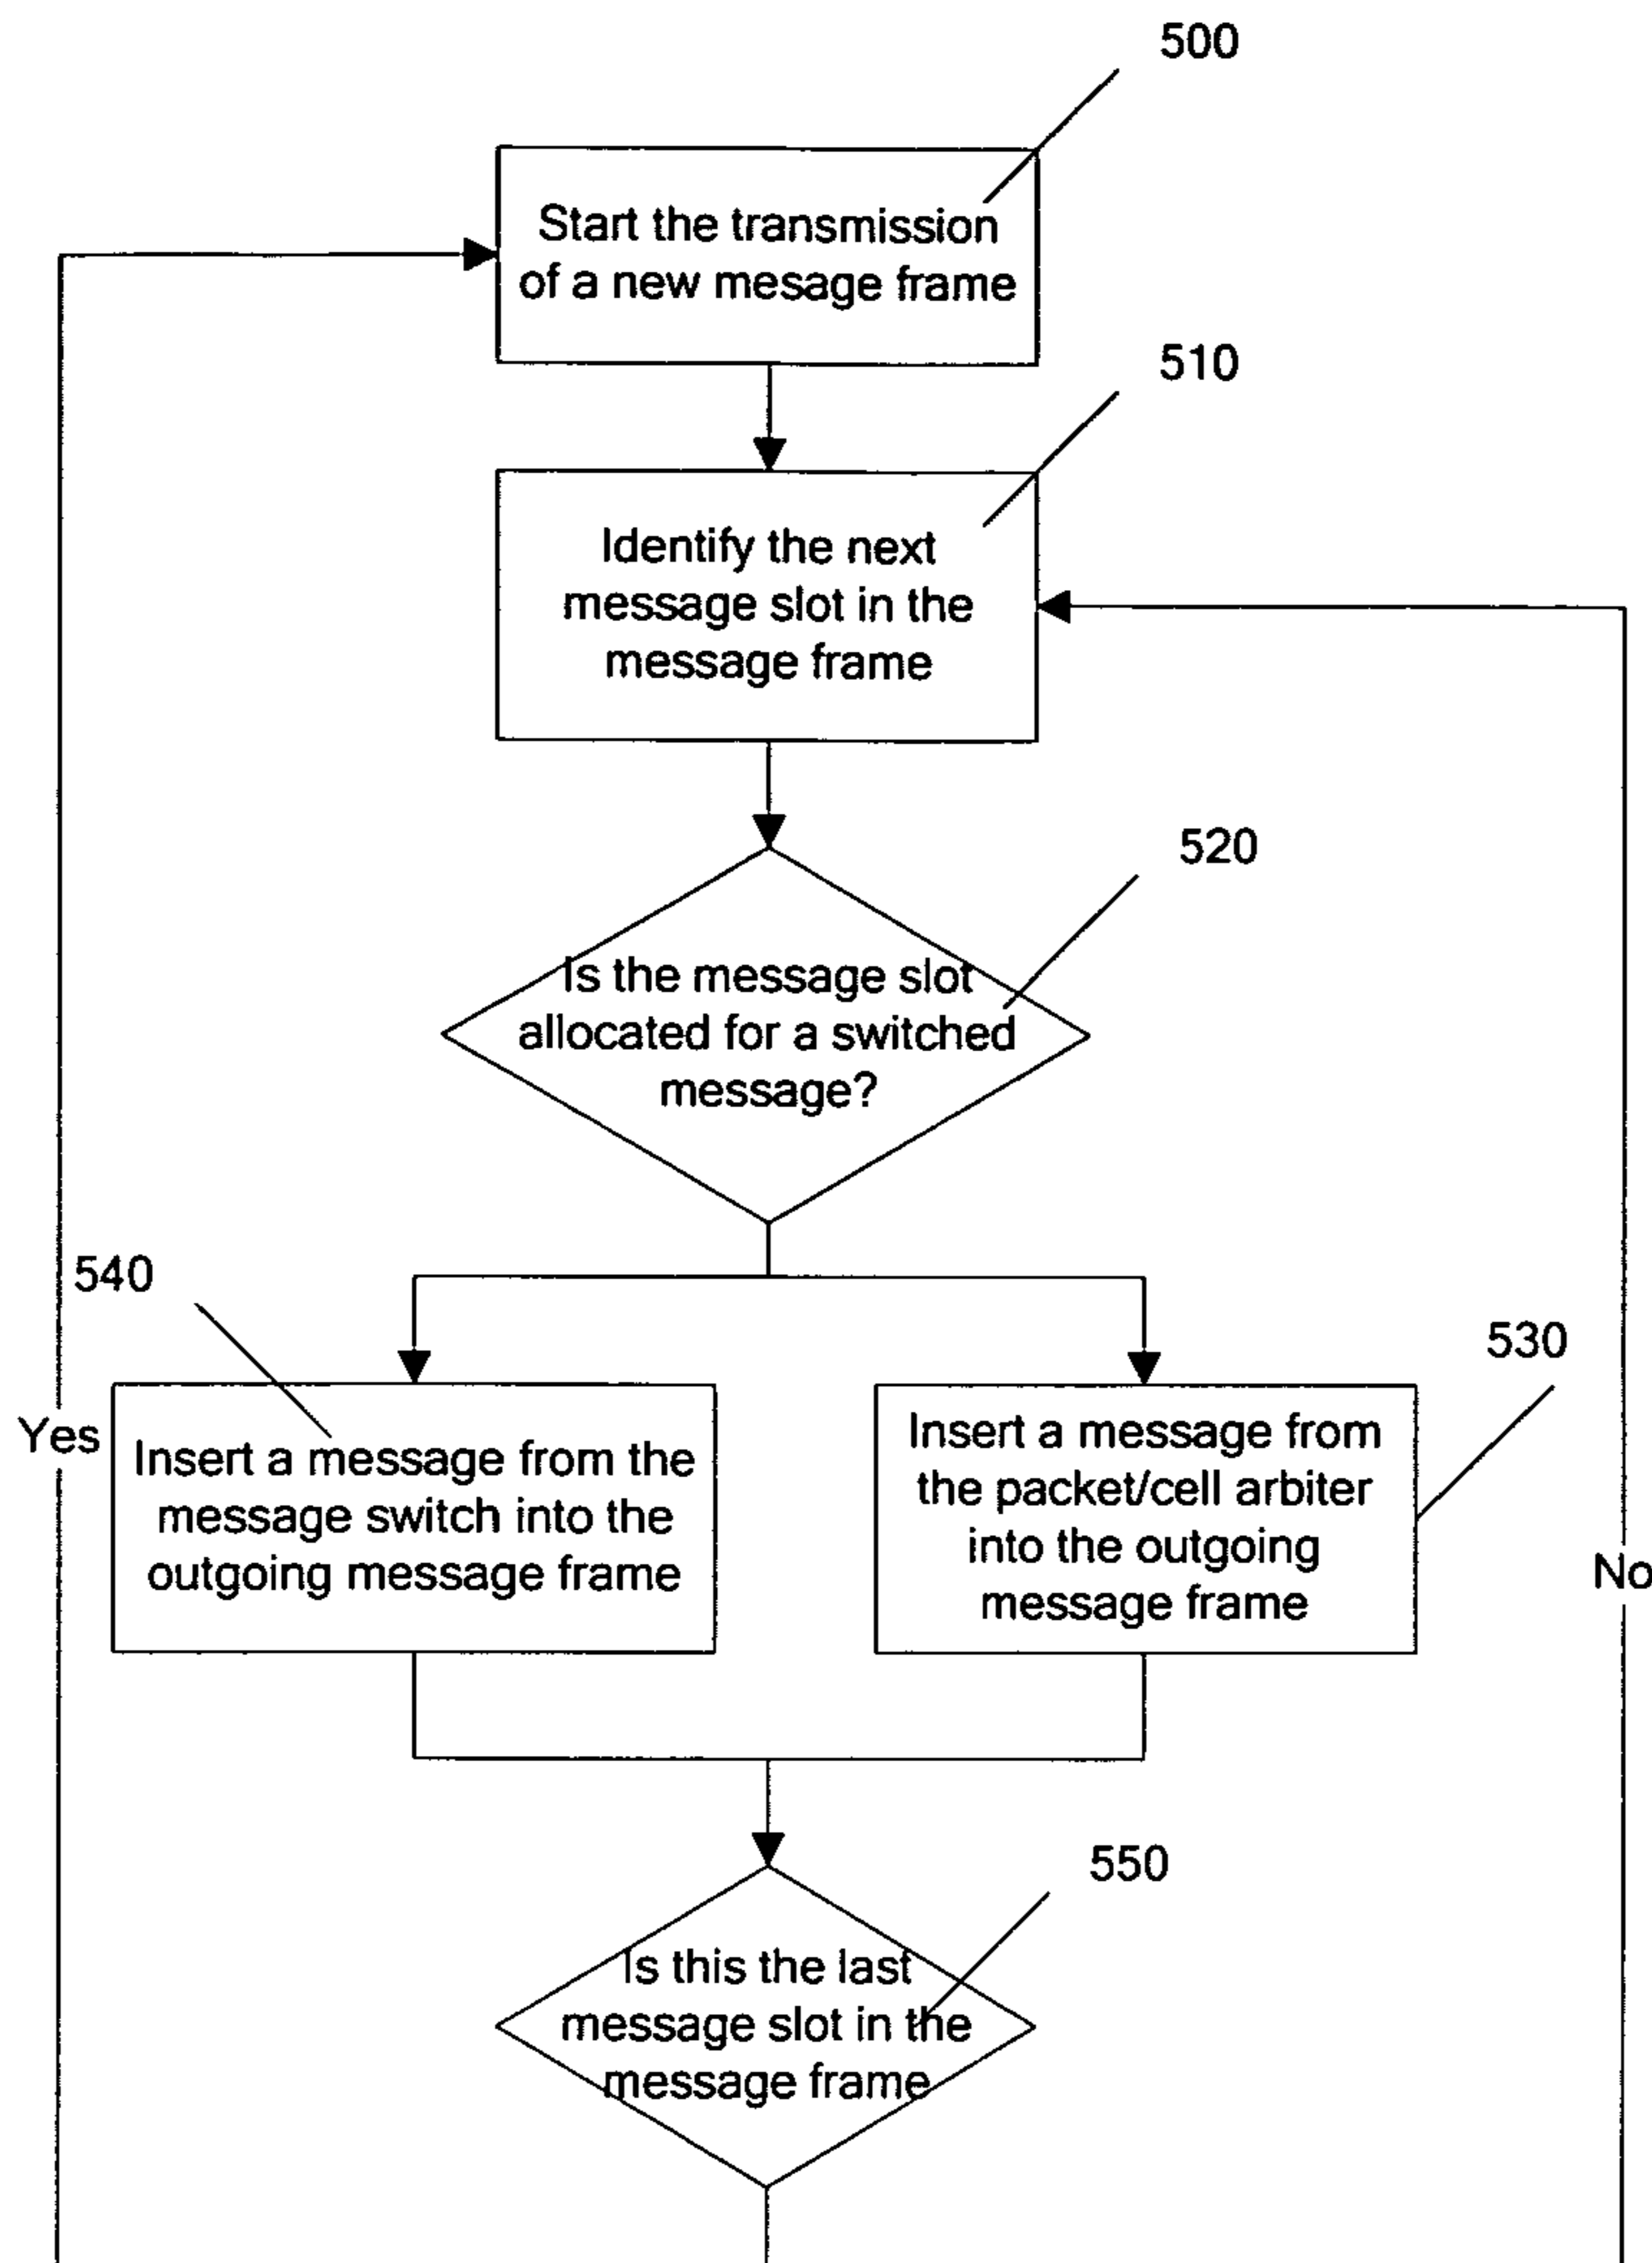 500
Start the transmission
of a new mesage frame
510
Identify the next
message slot in the
message frame
520
Is the message slot
allocated for a switched
message?
540
530
Yes
Insert a message from the
message switch into the
outgoing message frame
Insert a message from
the packet/cell arbiter
into the outgoing
message frame
No
550
Is this the last
message slot in the
message frame